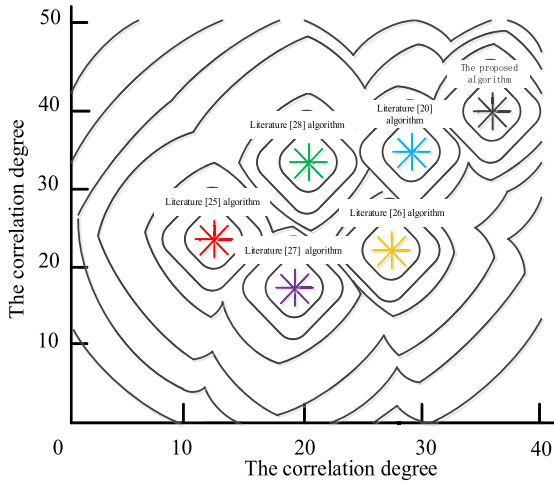 50
The proposed
algorithm
40
Literature [28] algorithm
Literature [20]
algorithm
30
Literature [25] algorithm
Literature [26] algorithm
Literature [27] algorithm
20
10
The correlation degree
0
10
20
30
40
The correlation degree